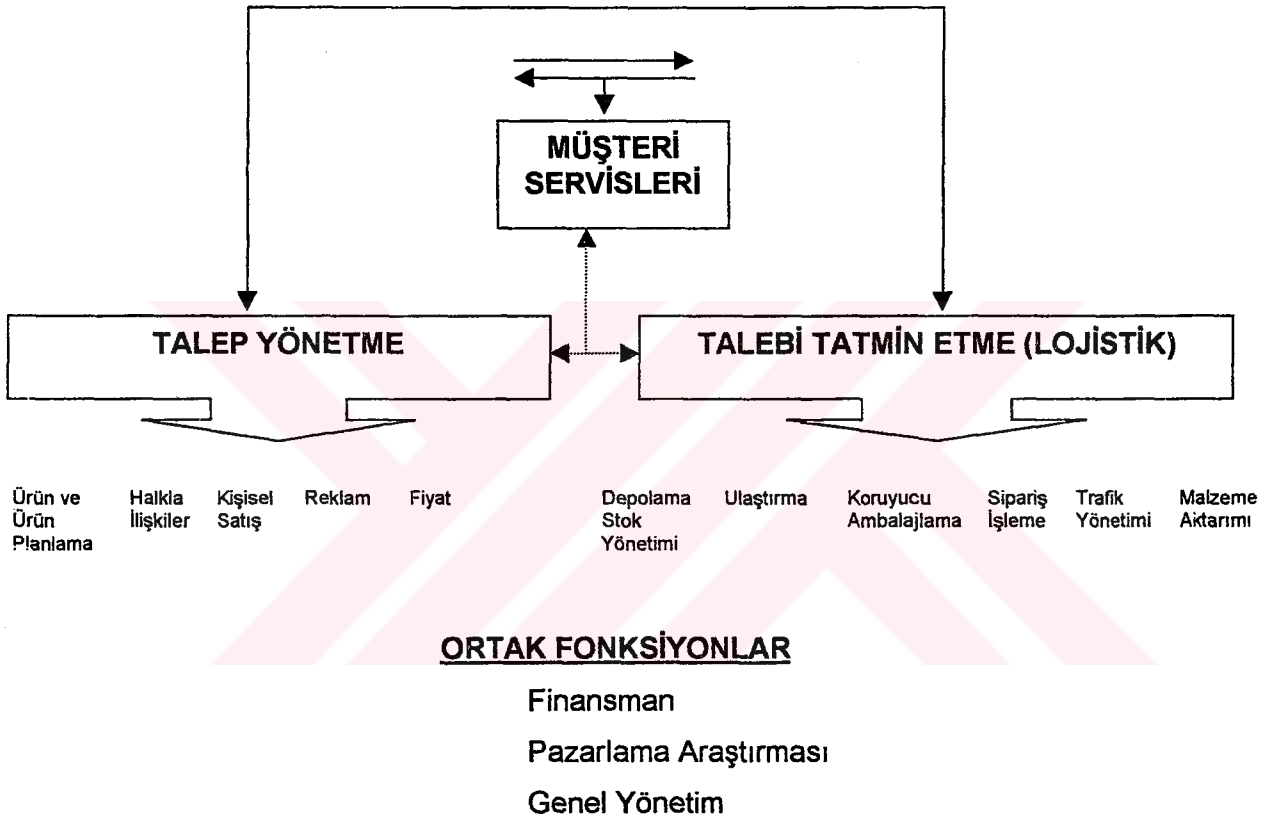 MÜŞTERİ
SERVİSLERİ
TALEP YÖNETME
TALEBİ TATMİN ETME (LOJİSTİK)
Ürün ve
Ürün
Planlama
Halkla
İlişkiler
Kişisel
Satış
Reklam
Fiyat
Depolama
Stok
Yönetimi
Ulaştırma
Koruyucu
Ambalajlama
Sipariş
İşleme
Trafik
Yönetimi
Malzeme
Aktarımı
ORTAK FONKSİYONLAR
Finansman
Pazarlama Araştırması
Genel Yönetim